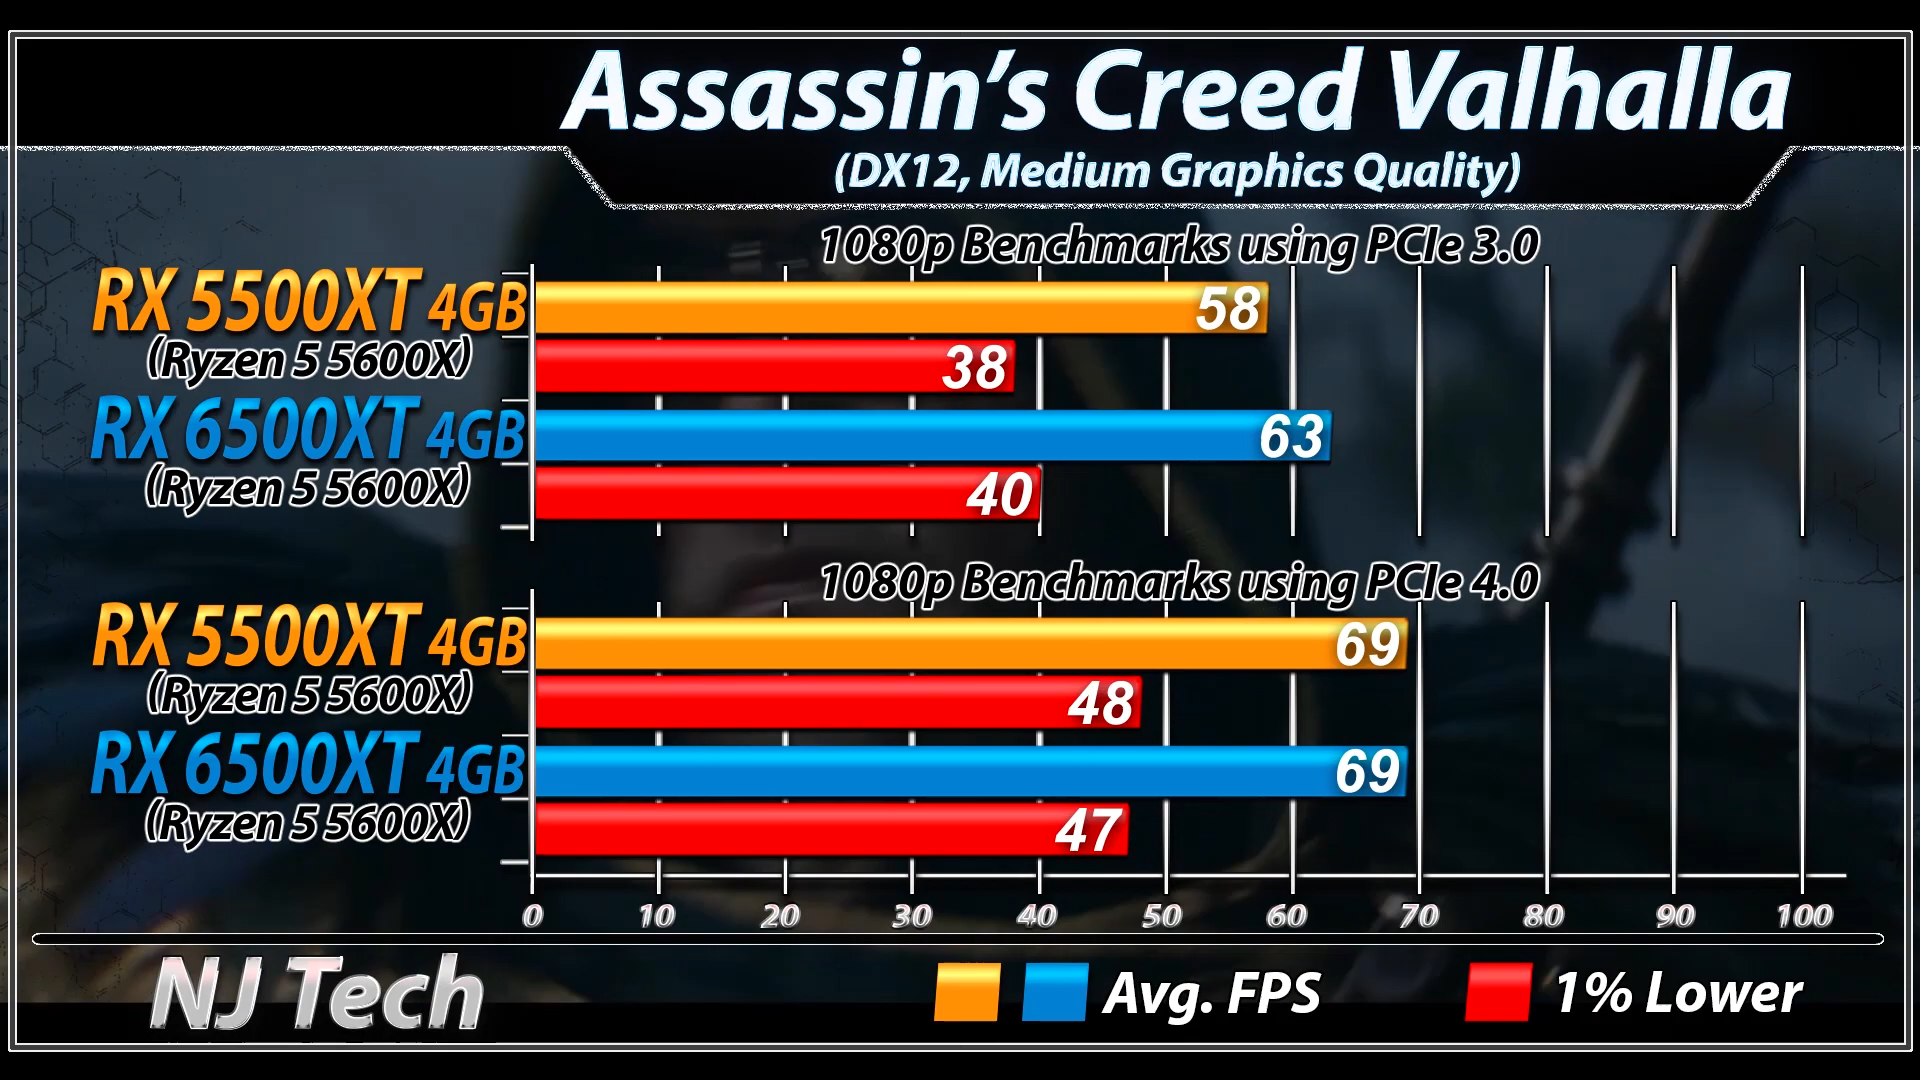 Assassin's Creed Valhalla
(DX12, Medium Graphics Quality)
1080p Benchmarks using PCIe 3.0
RX 5500XT 4GB
58
(Ryzen 5 5600X)
38
RX 6500XT 4GB
63
(Ryzen 5 5600X)
40
1080p Benchmarks using PCIe 4.0
RX 5500XT 4GB
69
(Ryzen 5 5600X)
48
RX 6500XT 4GB
69
(Ryzen 5 5600X)
47
0 10 20 30 40 50 60 70 80 90 100
NJ Tech Avg. FPS 1% Lower